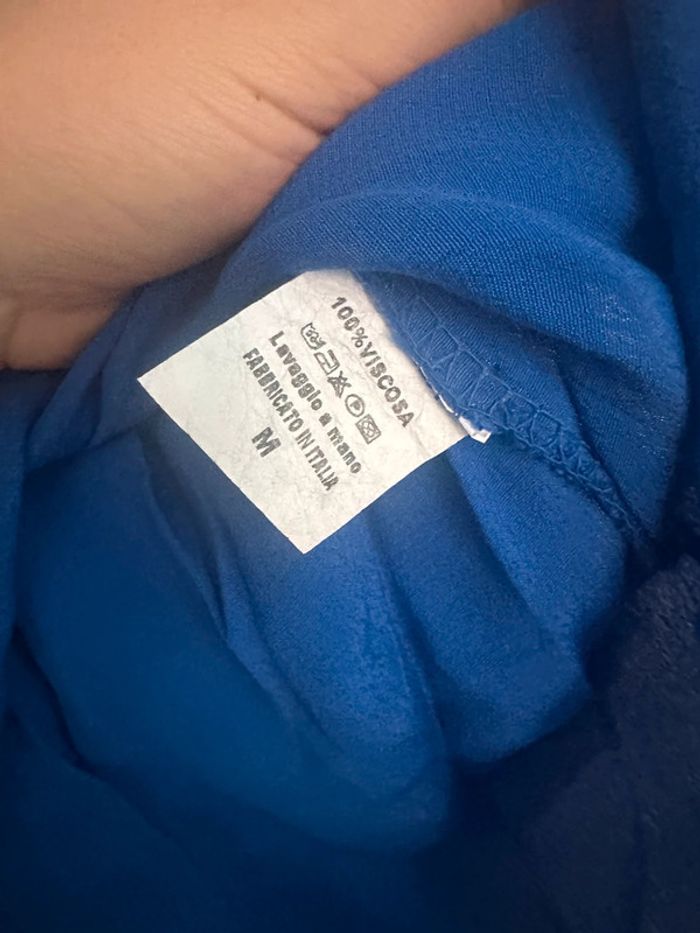 100%VISCOSA
Lavaggio a mano
FABBRICATO IN ITALIA
M